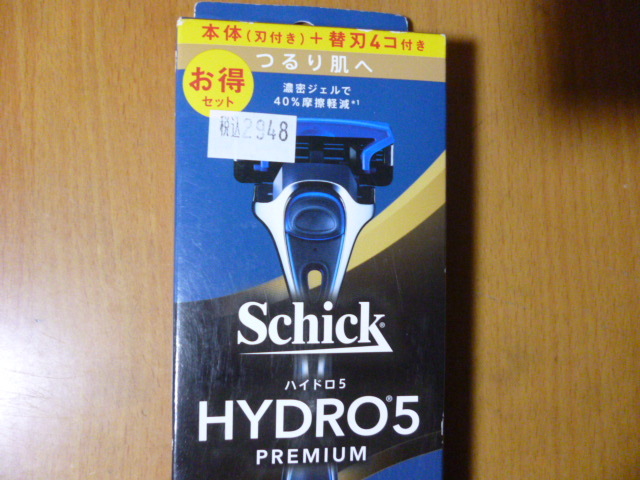 本体(刃付き)+替刃4コ付き
つるり肌へ
お得
セット
濃密ジェルで
40%摩擦軽減*1
税込2948
Schick
ハイドロ5
HYDRO®5
PREMIUM